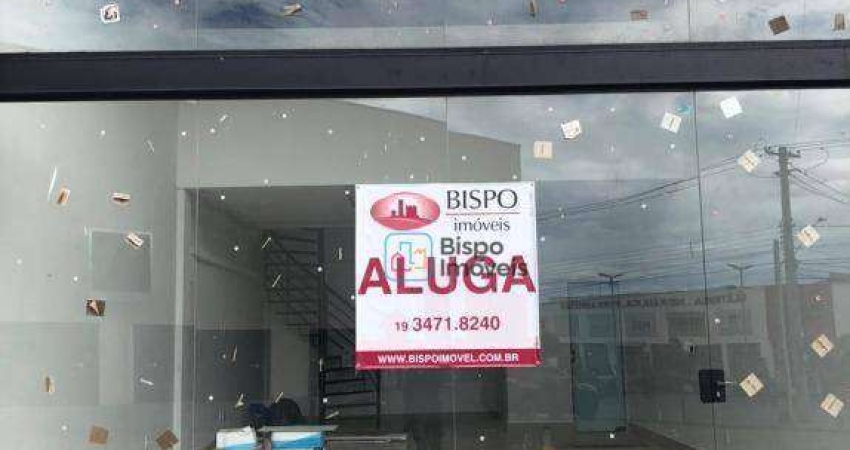 BISPO
imóveis
Bispo
Imóveis
ALUGA
19 3471.8240
WWW.BISPOIMOVEL.COM.BR